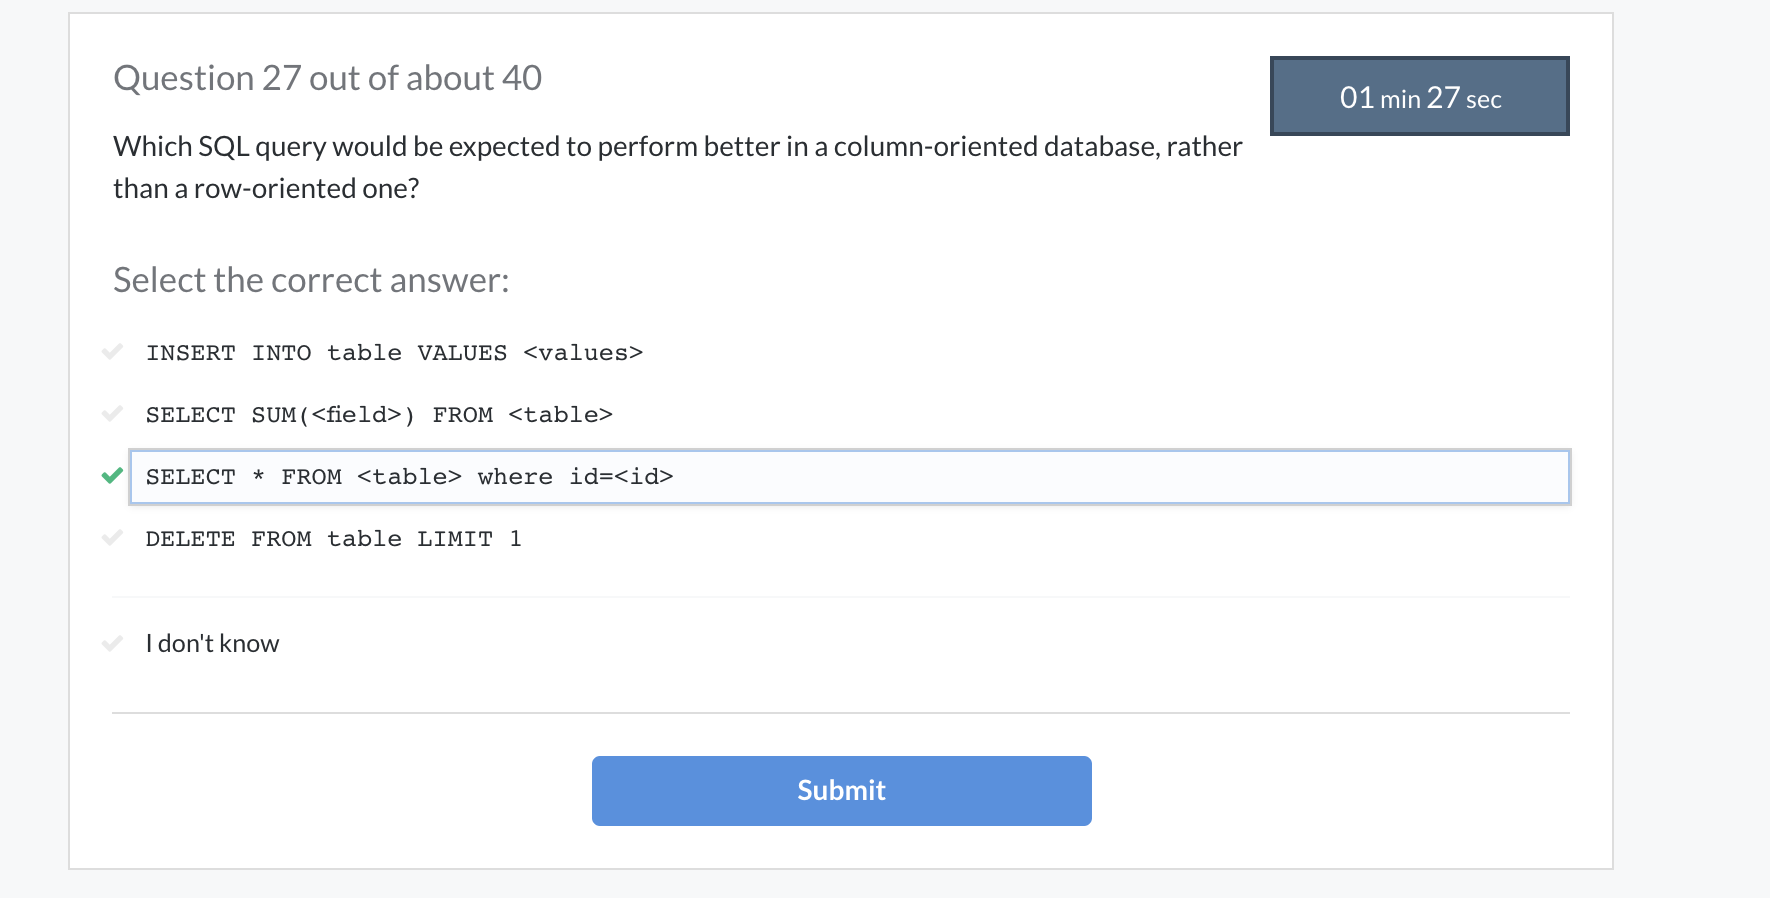 Question 27 out of about 40
01 min 27 sec
Which SQL query would be expected to perform better in a column-oriented database, rather
than a row-oriented one?
Select the correct answer:
INSERT INTO table VALUES <values>
SELECT SUM(<field>) FROM <table>
SELECT * FROM <table> where id=<id>
DELETE FROM table LIMIT 1
I don't know
Submit